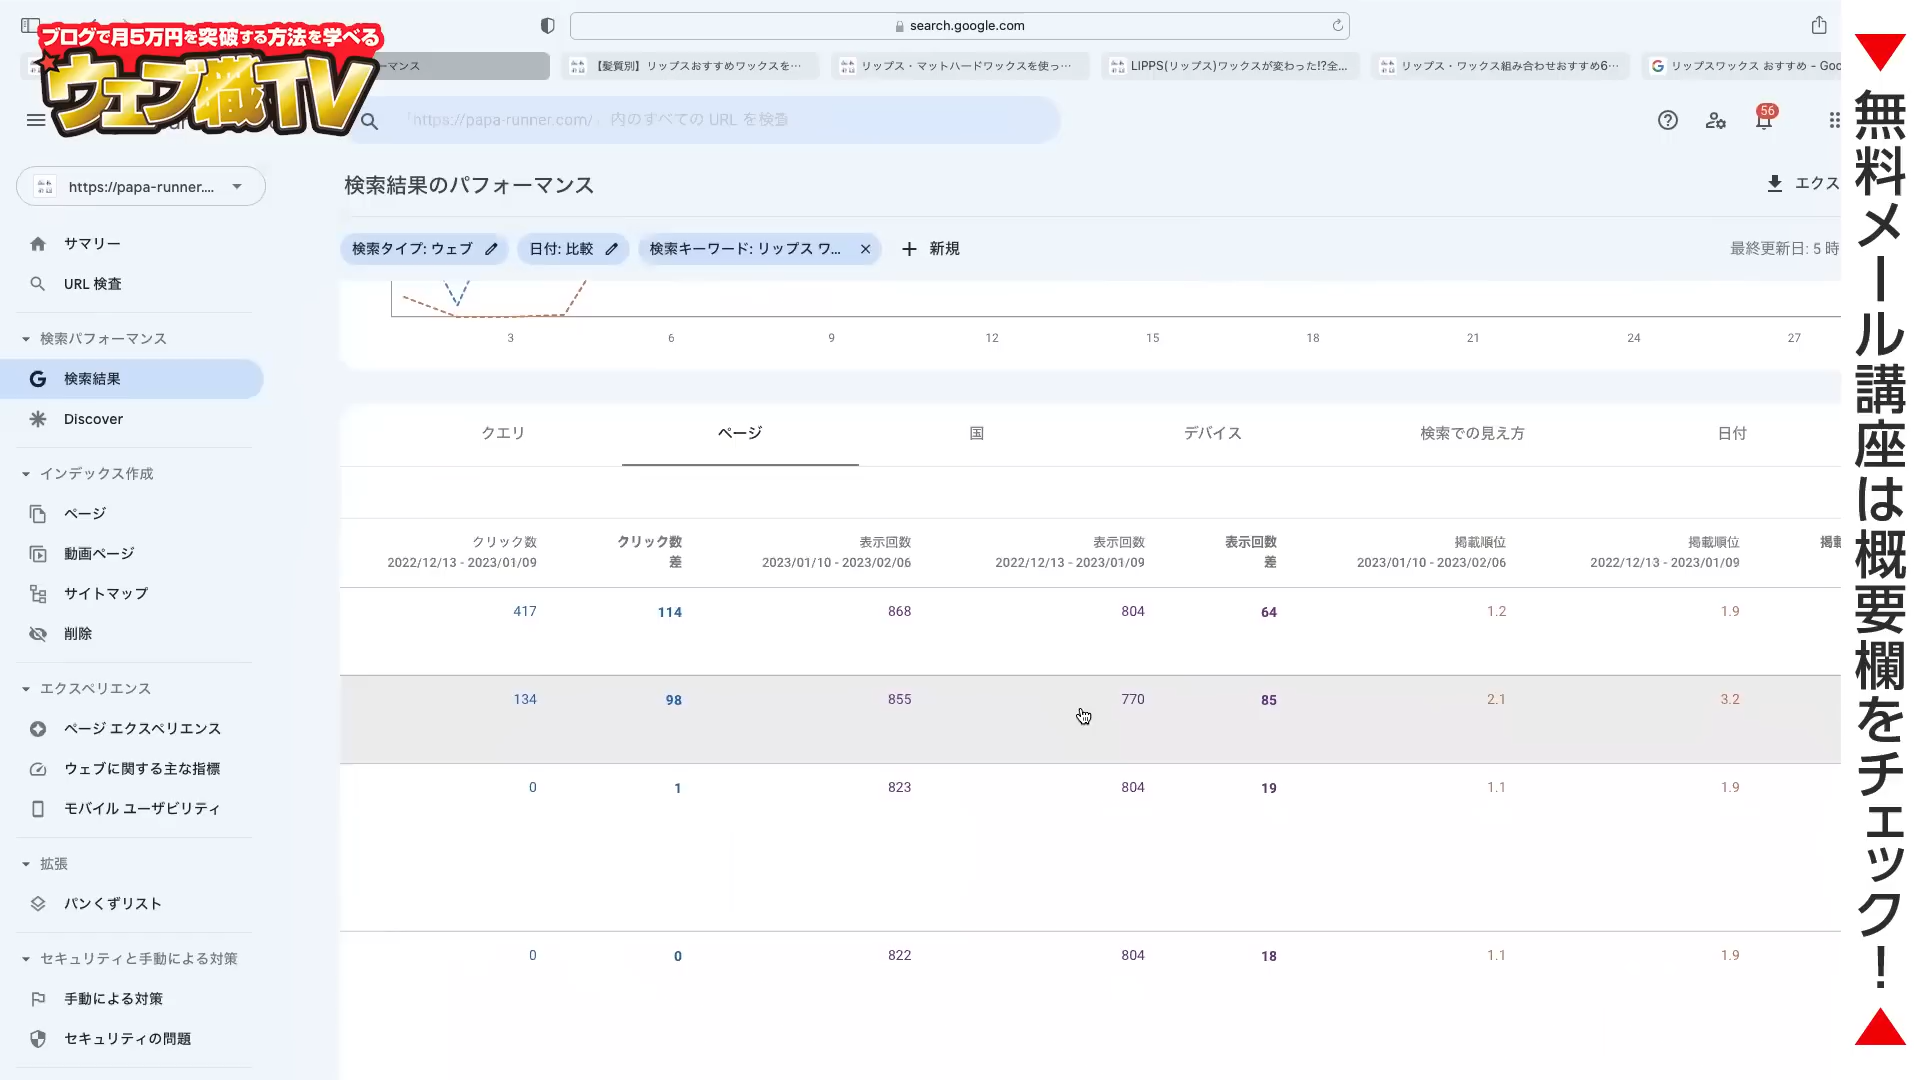 ブログで月5万円を突破する方法を学べる
ウェブ職TV
search.google.com
ーマンス
【髪質別】リップスおすすめワックスを…
リップス・マットハードワックスを使っ…
LIPPS(リップス)ワックスが変わった!?全...
リップス・ワックス組み合わせおすすめ6…
リップスワックス おすすめ - Goo
「https://papa-runner.com/」内のすべての URL を検査
56
https://papa-runner....
検索結果のパフォーマンス
エクス
検索タイプ: ウェブ
日付: 比較
検索キーワード: リップス ワ...
新規
最終更新日: 5 時
サマリー
URL 検査
検索パフォーマンス
検索結果
Discover
インデックス作成
ページ
動画ページ
サイトマップ
削除
エクスペリエンス
ページ エクスペリエンス
ウェブに関する主な指標
モバイル ユーザビリティ
拡張
パンくずリスト
セキュリティと手動による対策
手動による対策
セキュリティの問題
3 6 9 12 15 18 21 24 27
クエリ ページ 国 デバイス 検索での見え方 日付
クリック数 クリック数 表示回数 表示回数 表示回数 掲載順位 掲載順位 掲載
2022/12/13 - 2023/01/09 差 2023/01/10 - 2023/02/06 2022/12/13 - 2023/01/09 差 2023/01/10 - 2023/02/06 2022/12/13 - 2023/01/09
417 114 868 804 64 1.2 1.9
134 98 855 770 85 2.1 3.2
0 1 823 804 19 1.1 1.9
0 0 822 804 18 1.1 1.9
無料メール講座は概要欄をチェック！